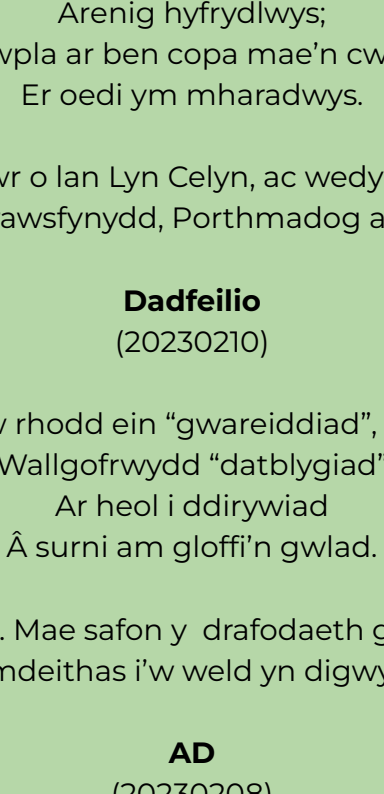 Arenig hyfrydlwys;
wpla ar ben copa mae’n cw
Er oedi ym mharadwys.
wr o lan Lyn Celyn, ac wedy
awsfynydd, Porthmadog a
Dadfeilio
(20230210)
rhodd ein “gwareiddiad”,
Wallgofrwydd “datblygiad”
Ar heol i ddirywiad
Â surni am gloffi’n gwlad.
. Mae safon y  drafodaeth g
mdeithas i’w weld yn digwy
AD
(20230208)